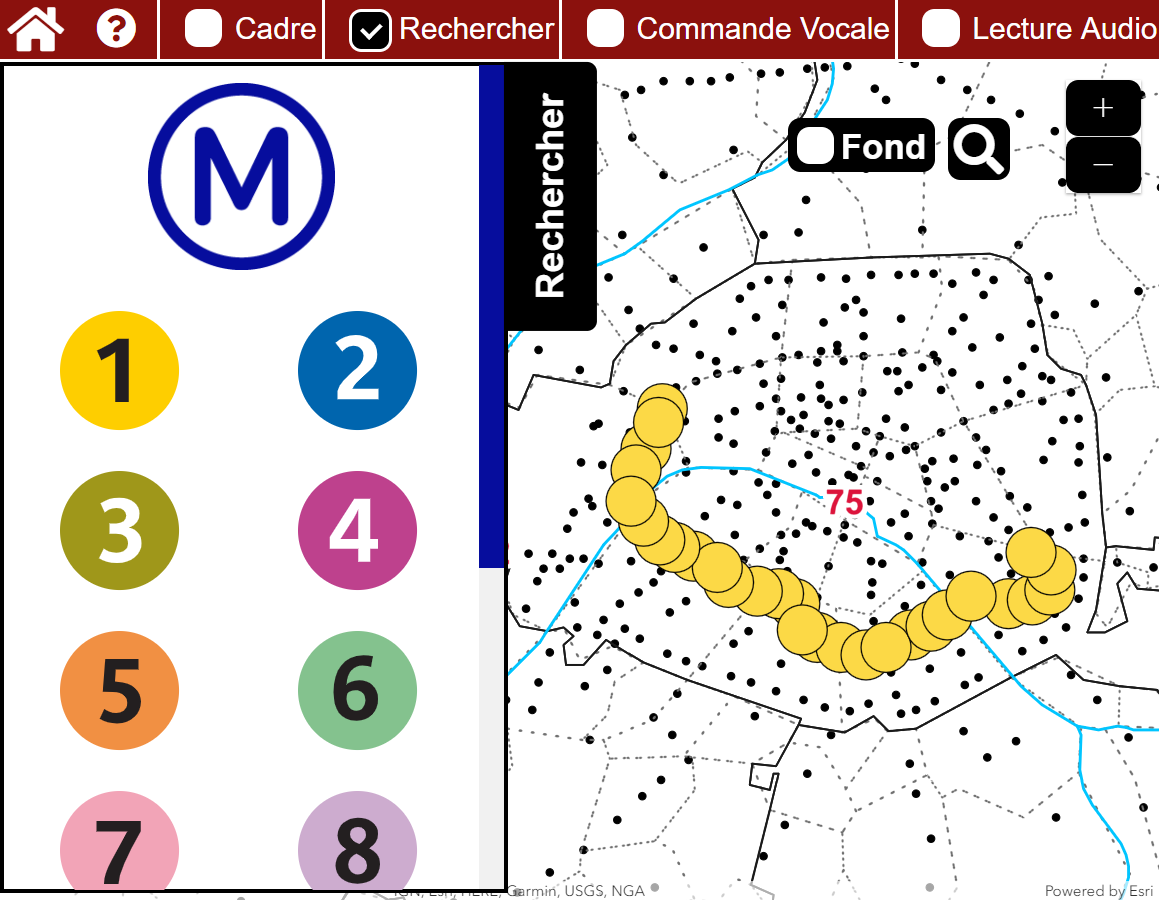 ? Cadre Rechercher Commande Vocale Lecture Audio
M
Rechercher
Fond
+
−
1 2
3 4
5 6
7 8
75
IGN, Esri, HERE, Garmin, USGS, NGA
Powered by Esri